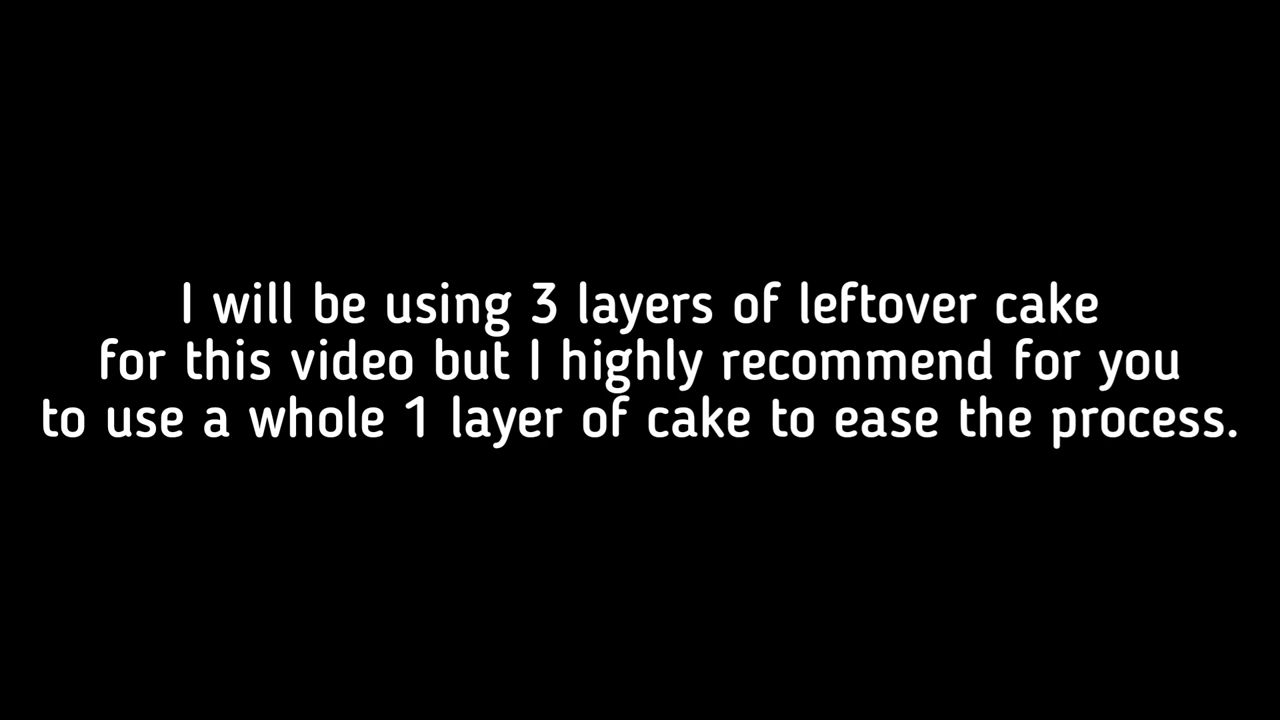 I will be using 3 layers of leftover cake
for this video but I highly recommend for you
to use a whole 1 layer of cake to ease the process.